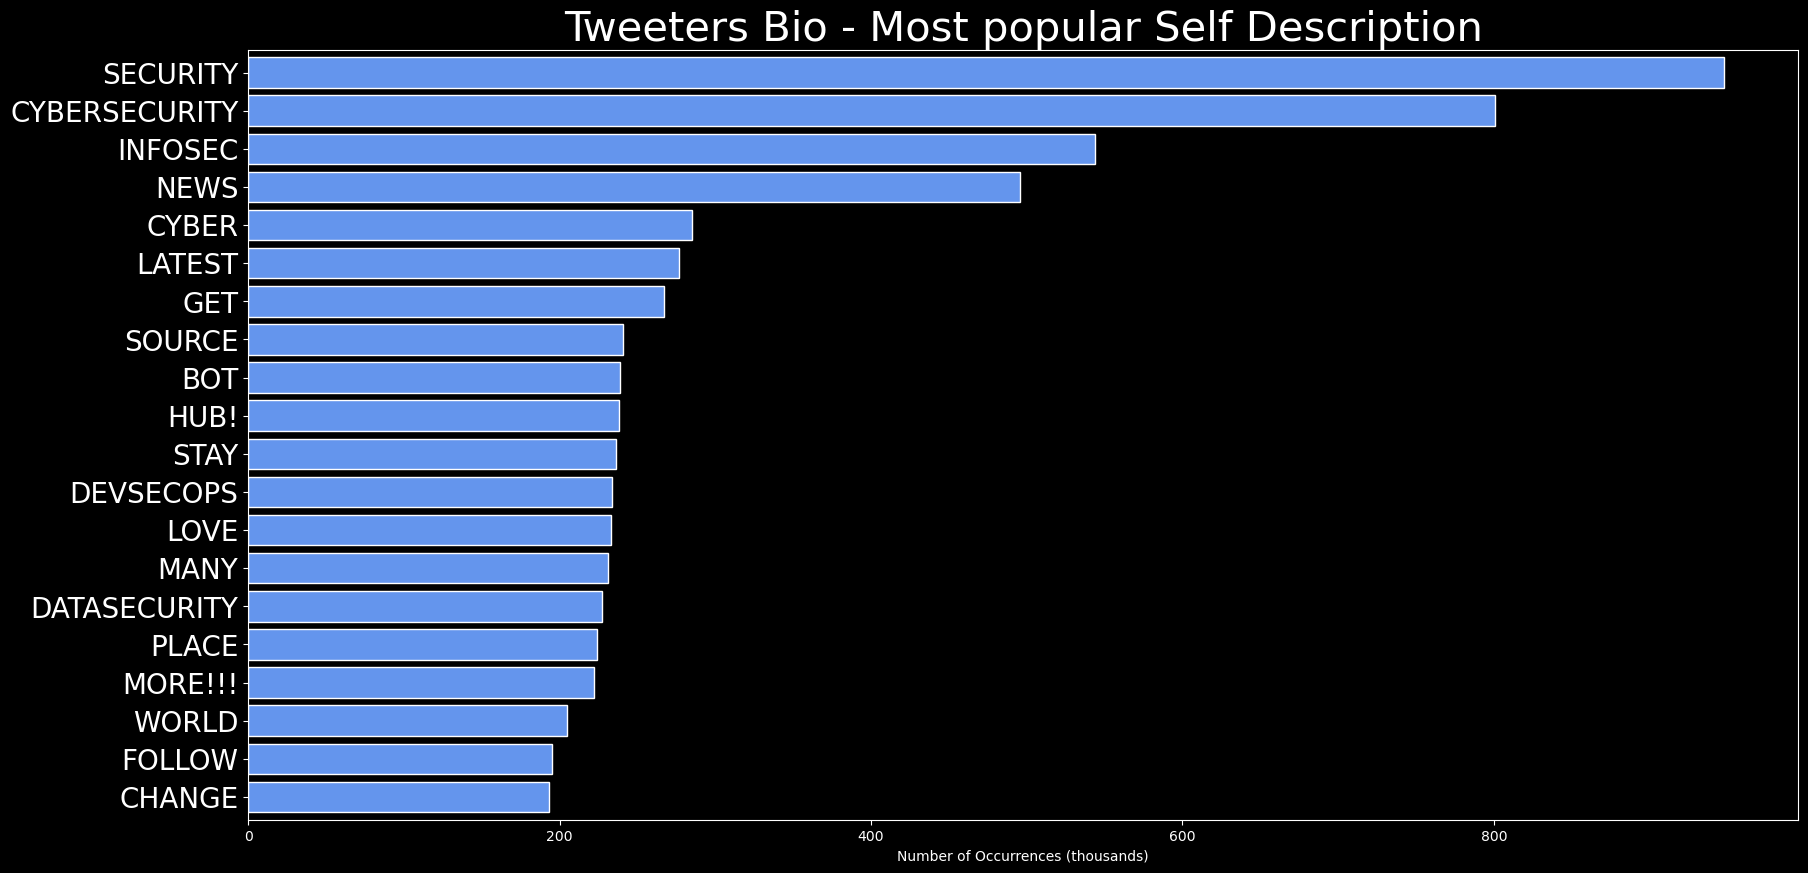 Tweeters Bio - Most popular Self Description
SECURITY
CYBERSECURITY
INFOSEC
NEWS
CYBER
LATEST
GET
SOURCE
BOT
HUB!
STAY
DEVSECOPS
LOVE
MANY
DATASECURITY
PLACE
MORE!!!
WORLD
FOLLOW
CHANGE
0 200 400 600 800
Number of Occurrences (thousands)